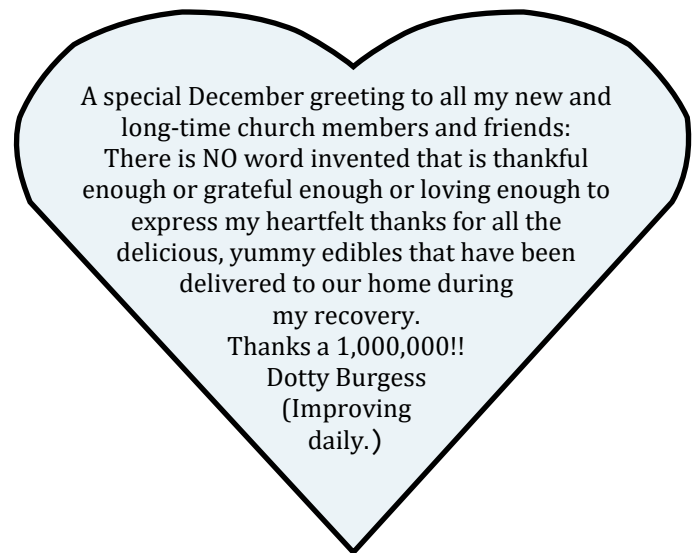 A special December greeting to all my new and
long-time church members and friends:
There is NO word invented that is thankful
enough or grateful enough or loving enough to
express my heartfelt thanks for all the
delicious, yummy edibles that have been
delivered to our home during
my recovery.
Thanks a 1,000,000!!
Dotty Burgess
(Improving
daily.)